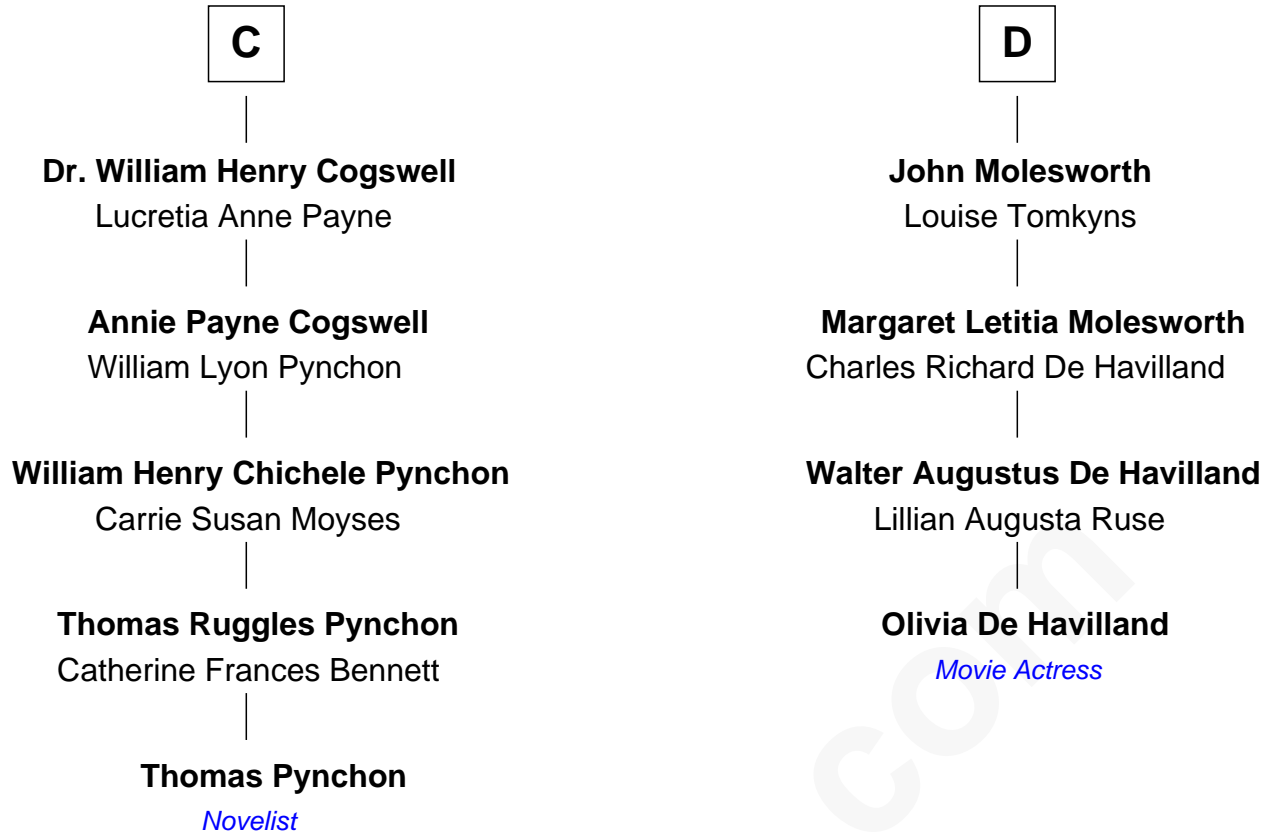 C
Dr. William Henry Cogswell
Lucretia Anne Payne
Annie Payne Cogswell
William Lyon Pynchon
William Henry Chichele Pynchon
Carrie Susan Moyses
Thomas Ruggles Pynchon
Catherine Frances Bennett
Thomas Pynchon
Novelist
D
John Molesworth
Louise Tomkyns
Margaret Letitia Molesworth
Charles Richard De Havilland
Walter Augustus De Havilland
Lillian Augusta Ruse
Olivia De Havilland
Movie Actress
com